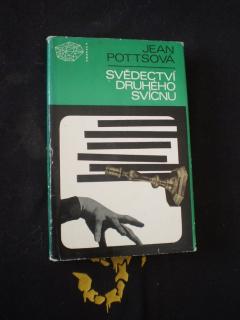 JEAN
POTTSOVÁ
SVĚDECTVÍ
DRUHÉHO
SVÍCNU